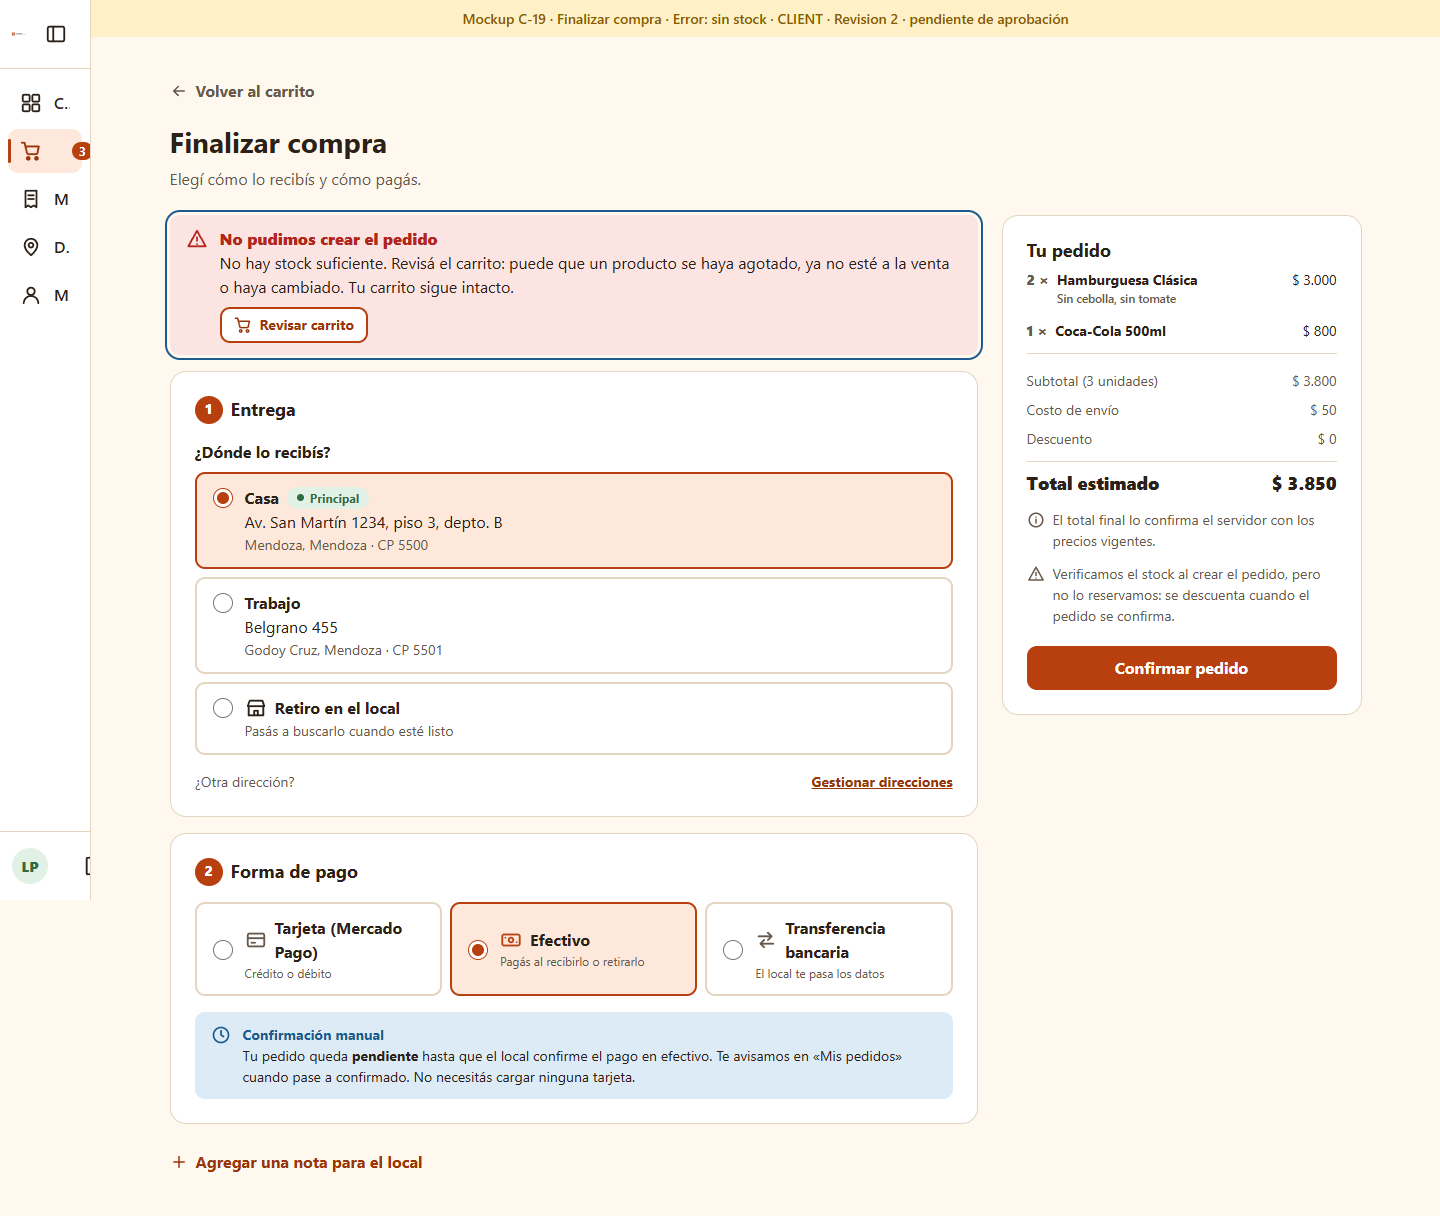 Mockup C-19 · Finalizar compra · Error: sin stock · CLIENT · Revision 2 · pendiente de aprobación
C..
3
M
D.
M
LP
Volver al carrito
Finalizar compra
Elegí cómo lo recibís y cómo pagás.
No pudimos crear el pedido
No hay stock suficiente. Revisá el carrito: puede que un producto se haya agotado, ya no esté a la venta
o haya cambiado. Tu carrito sigue intacto.
Revisar carrito
1 Entrega
¿Dónde lo recibís?
Casa Principal
Av. San Martín 1234, piso 3, depto. B
Mendoza, Mendoza · CP 5500
Trabajo
Belgrano 455
Godoy Cruz, Mendoza · CP 5501
Retiro en el local
Pasás a buscarlo cuando esté listo
¿Otra dirección? Gestionar direcciones
2 Forma de pago
Tarjeta (Mercado
Pago)
Crédito o débito
Efectivo
Pagás al recibirlo o retirarlo
Transferencia
bancaria
El local te pasa los datos
Confirmación manual
Tu pedido queda pendiente hasta que el local confirme el pago en efectivo. Te avisamos en «Mis pedidos»
cuando pase a confirmado. No necesitás cargar ninguna tarjeta.
Agregar una nota para el local
Tu pedido
2 × Hamburguesa Clásica $ 3.000
Sin cebolla, sin tomate
1 × Coca-Cola 500ml $ 800
Subtotal (3 unidades) $ 3.800
Costo de envío $ 50
Descuento $ 0
Total estimado $ 3.850
El total final lo confirma el servidor con los
precios vigentes.
Verificamos el stock al crear el pedido, pero
no lo reservamos: se descuenta cuando el
pedido se confirma.
Confirmar pedido